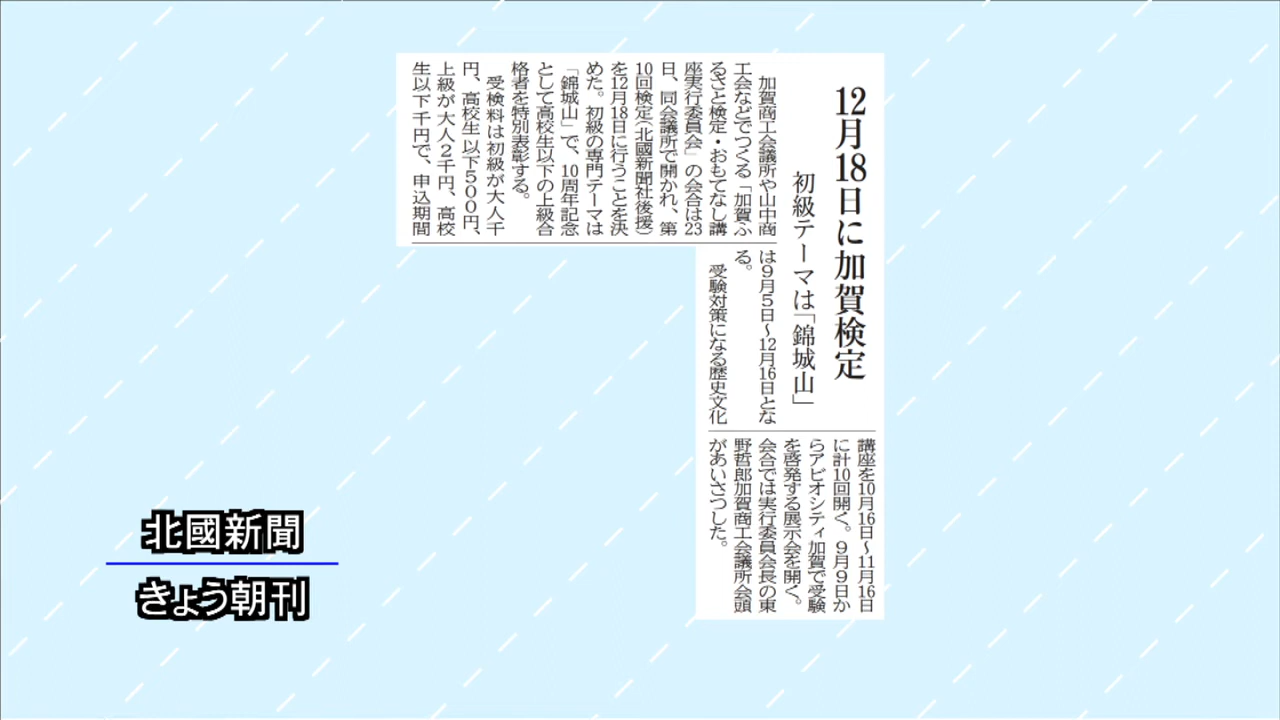 12月18日に加賀検定
初級テーマは「錦城山」
加賀商工会議所や山中商
工会などでつくる「加賀ふ
るさと検定・おもてなし講
座実行委員会」の会合は23
日、同会議所で開かれ、第
10回検定(北國新聞社後援)
を12月18日に行うことを決
めた。初級の専門テーマは
「錦城山」で、10周年記念
として高校生以下の上級合
格者を特別表彰する。
受検料は初級が大人千
円、高校生以下500円、
上級が大人2千円、高校
生以下千円で、申込期間
は9月5日~12月16日とな
る。
受験対策になる歴史文化
講座を10月16日~11月16日
に計10回開く。9月9日か
らアビオシティ加賀で受験
を啓発する展示会を開く。
会合では実行委員会長の東
野哲郎加賀商工会議所会頭
があいさつした。
北國新聞
きょう朝刊